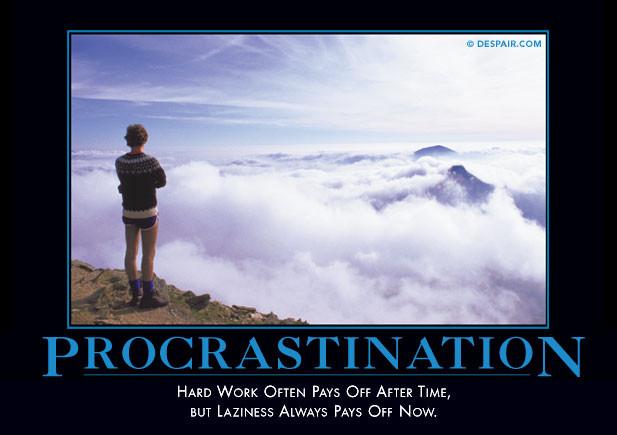 © DESPAIR.COM
PROCRASTINATION
HARD WORK OFTEN PAYS OFF AFTER TIME,
BUT LAZINESS ALWAYS PAYS OFF NOW.